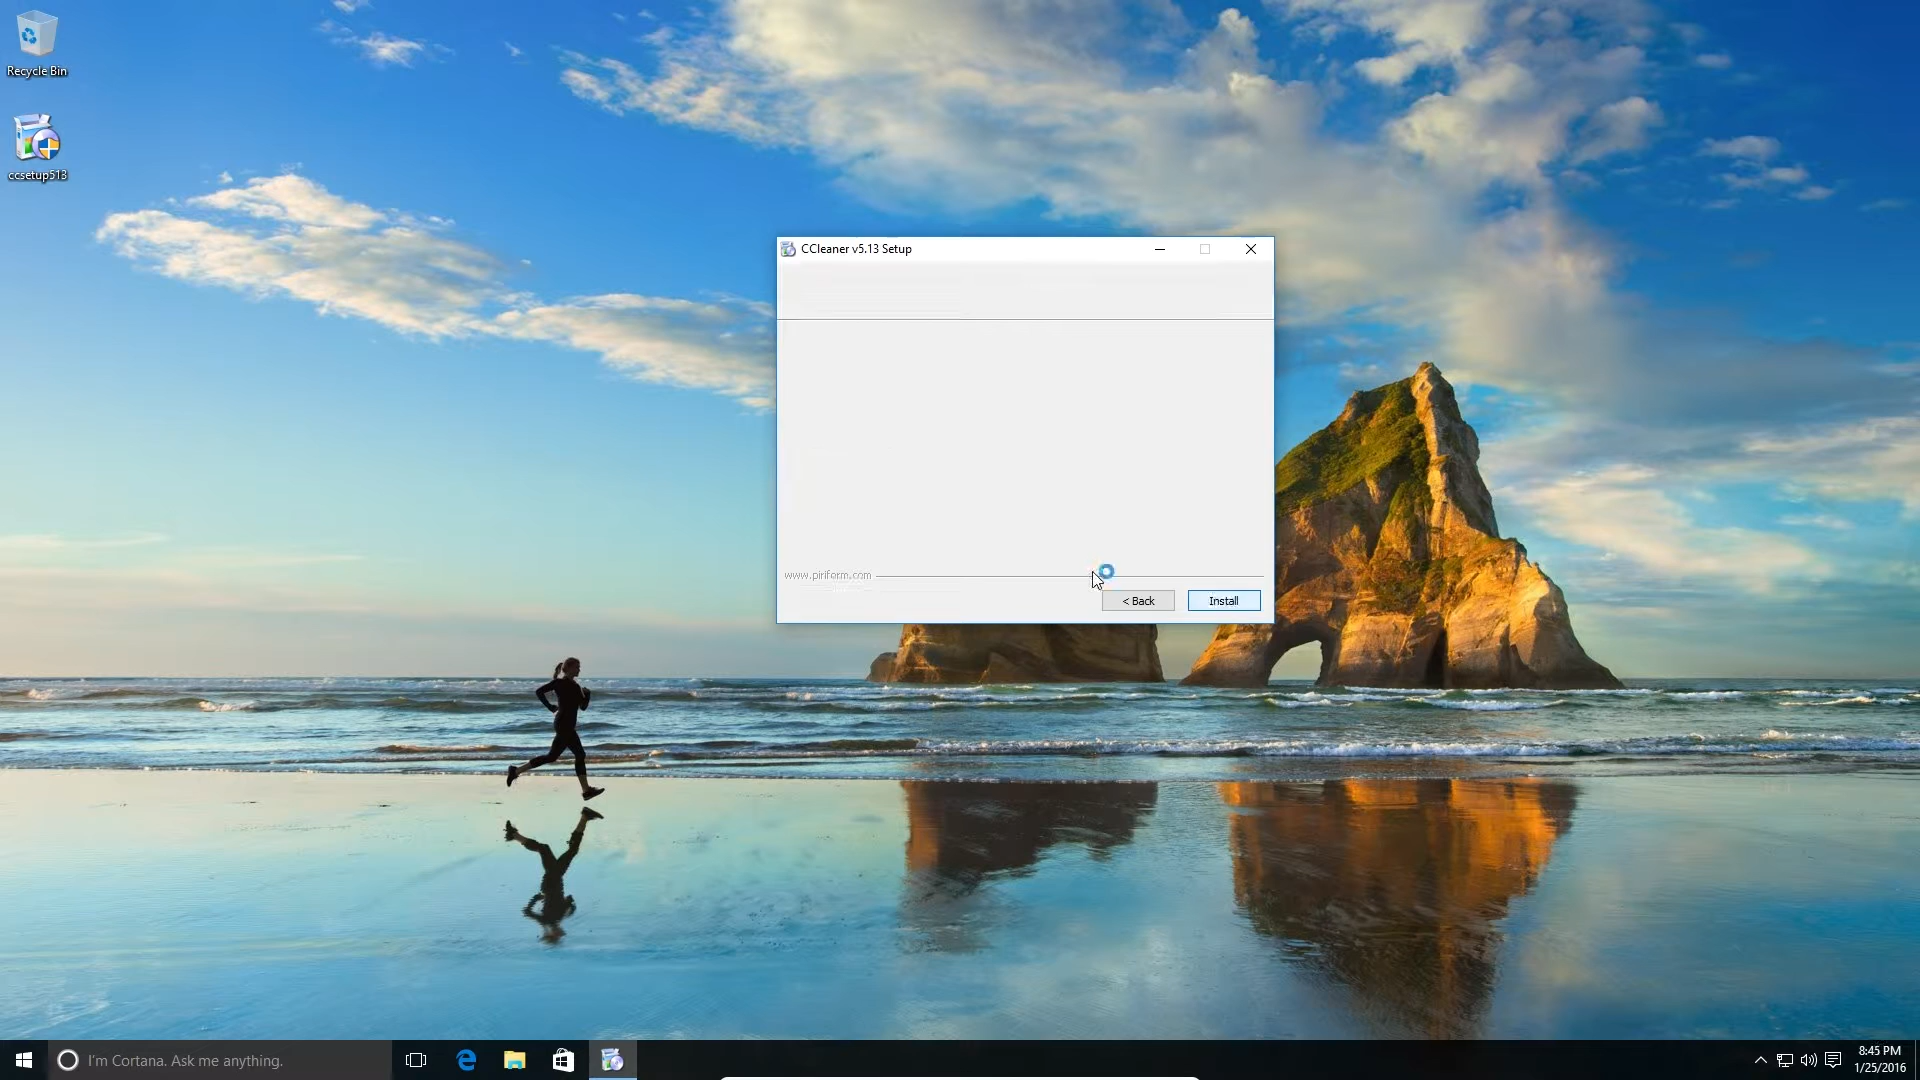 Recycle Bin
ccsetup513
CCleaner v5.13 Setup
www.piriform.com
< Back
Install
I'm Cortana. Ask me anything.
8:45 PM
1/25/2016